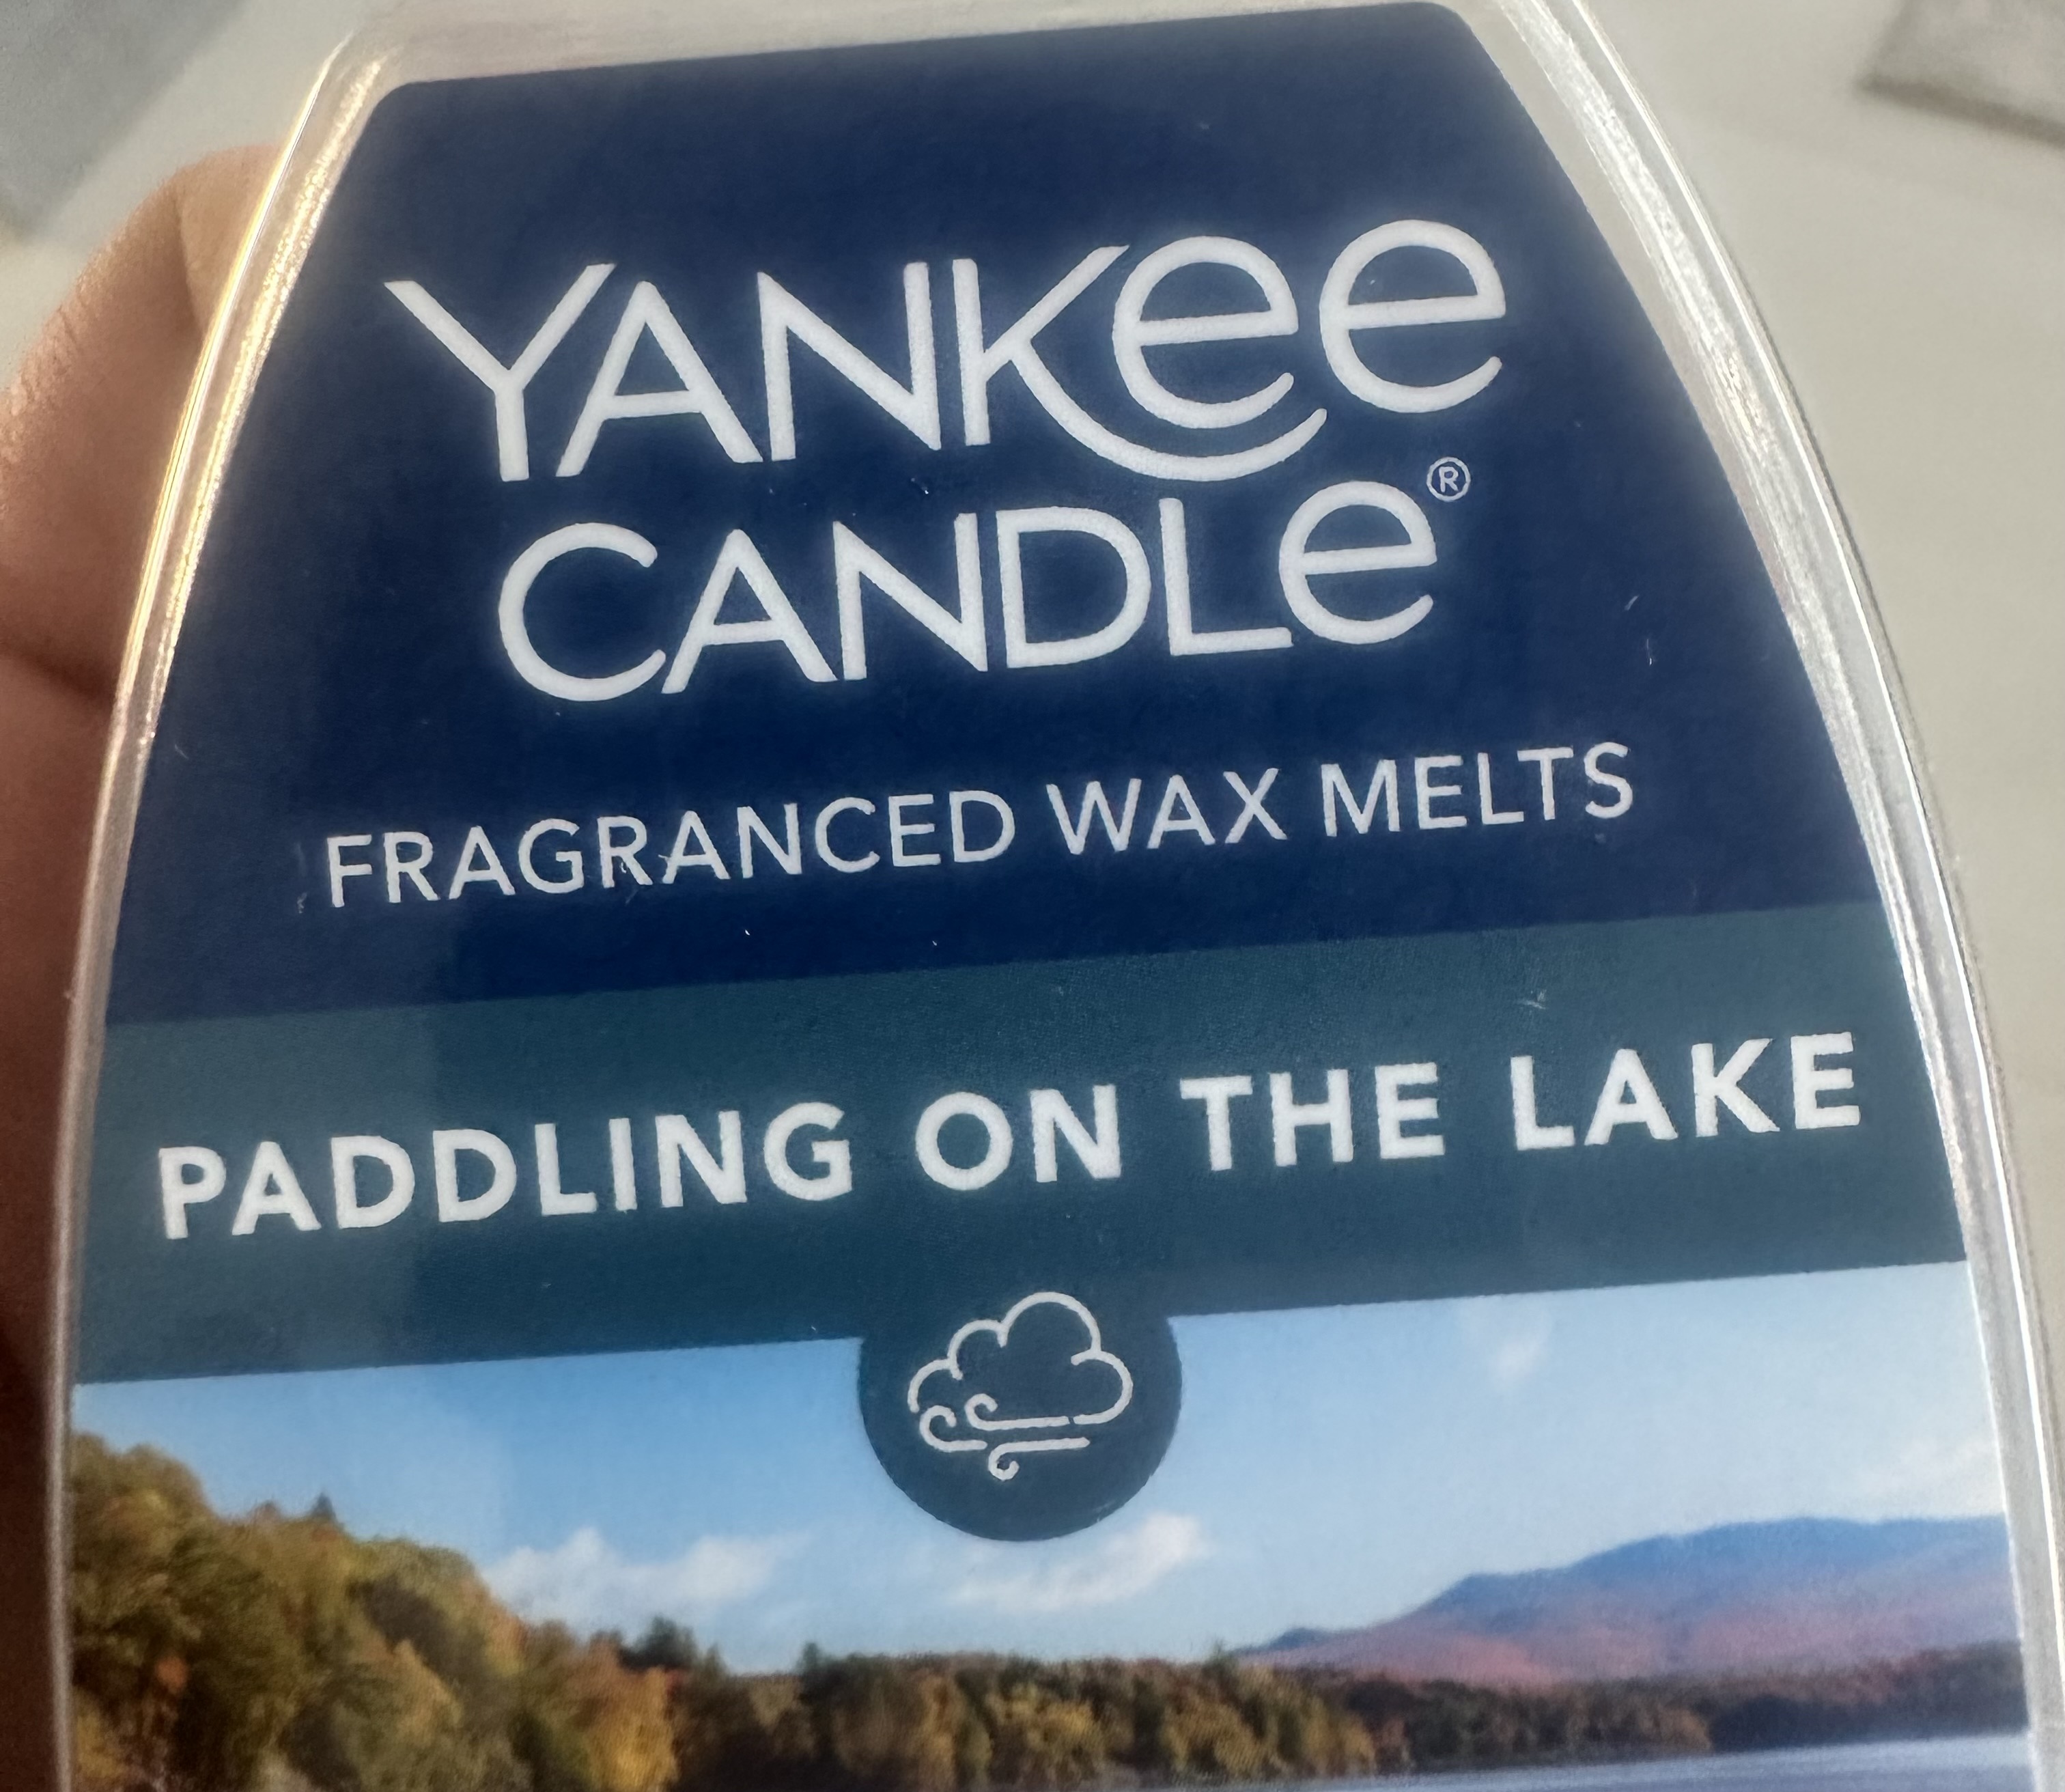 YANKee
CANDLe®
FRAGRANCED WAX MELTS
PADDLING ON THE LAKE